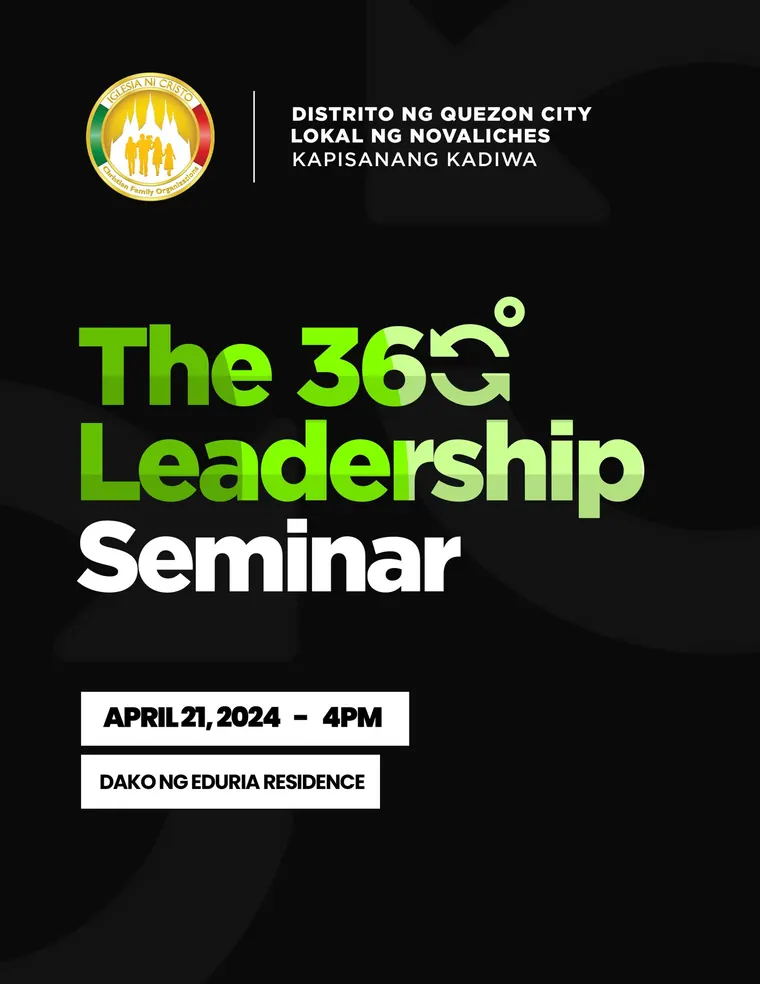 IGLESIA NI CRISTO
Christian Family Organizations
DISTRITO NG QUEZON CITY
LOKAL NG NOVALICHES
KAPISANANG KADIWA
The 360°
Leadership
Seminar
APRIL 21, 2024 - 4PM
DAKO NG EDURIA RESIDENCE